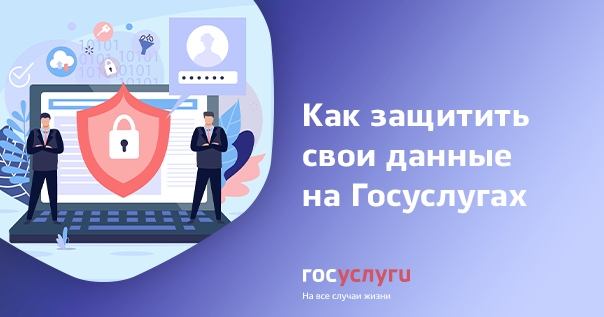 Как защитить
свои данные
на Госуслугах
госуслуги
На все случаи жизни